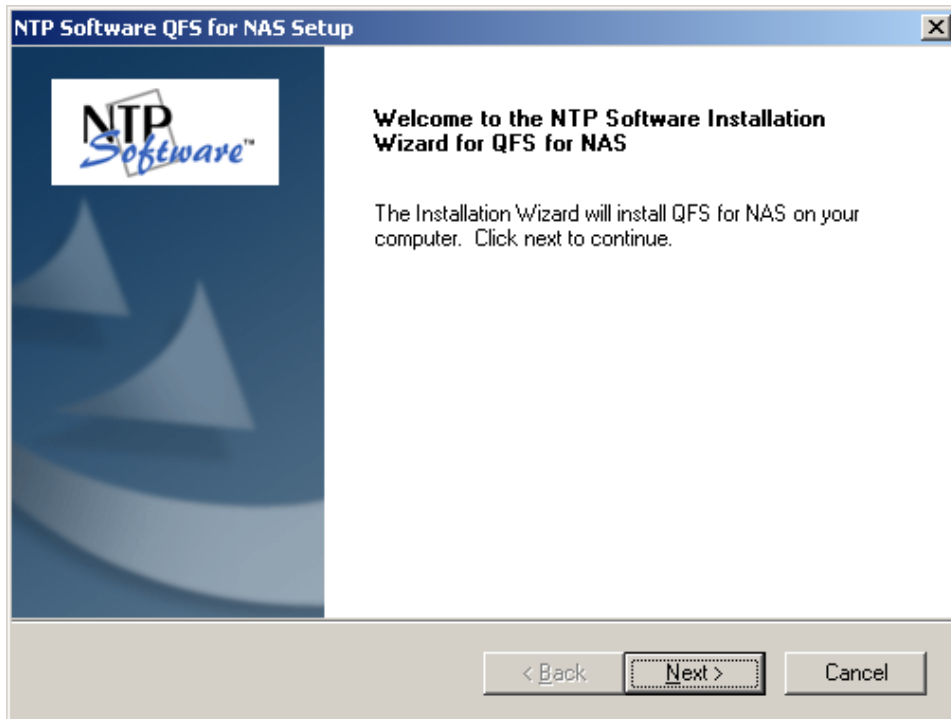 NTP Software QFS for NAS Setup
NTP
Software™
Welcome to the NTP Software Installation
Wizard for QFS for NAS
The Installation Wizard will install QFS for NAS on your
computer. Click next to continue.
< Back
Next >
Cancel